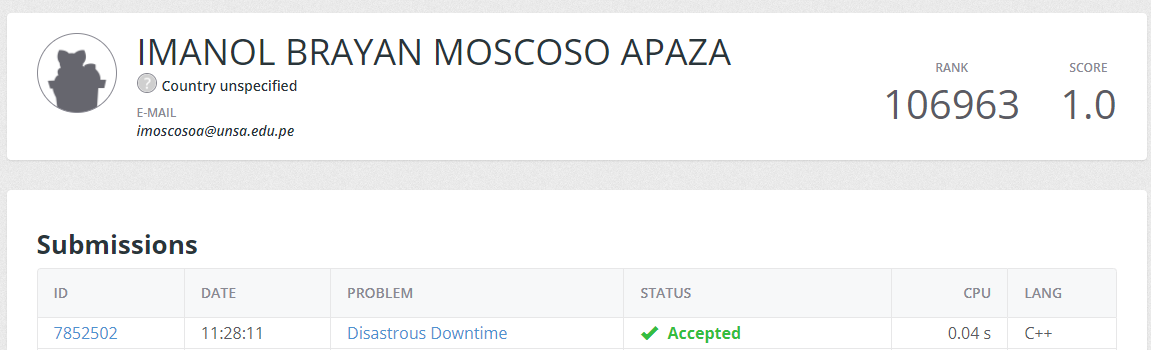 IMANOL BRAYAN MOSCOSO APAZA
? Country unspecified
E-MAIL
imoscosoa@unsa.edu.pe
RANK SCORE
106963 1.0
Submissions
ID DATE PROBLEM STATUS CPU LANG
7852502 11:28:11 Disastrous Downtime Accepted 0.04 s C++